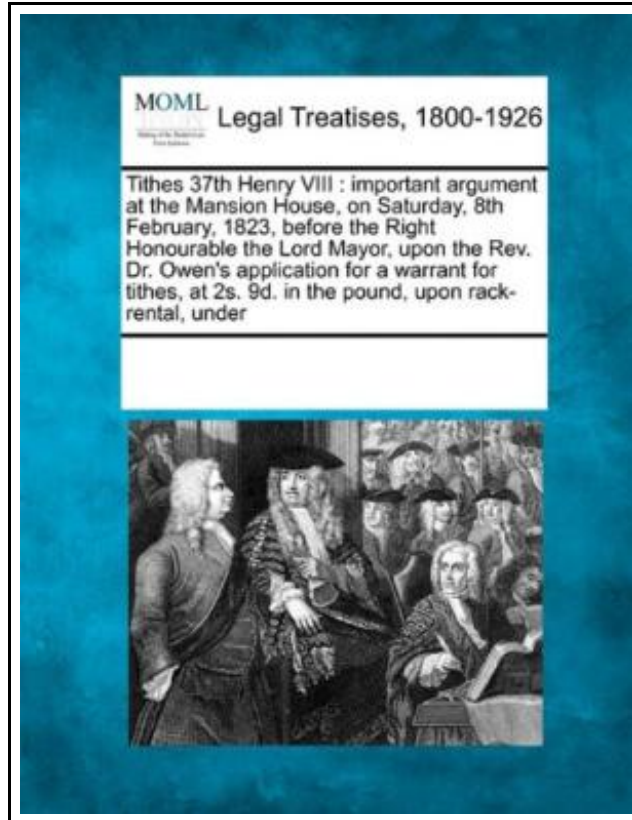 MOML
Legal Treatises, 1800-1926
Tithes 37th Henry VIII : important argument
at the Mansion House, on Saturday, 8th
February, 1823, before the Right
Honourable the Lord Mayor, upon the Rev.
Dr. Owen's application for a warrant for
tithes, at 2s. 9d. in the pound, upon rack-
rental, under